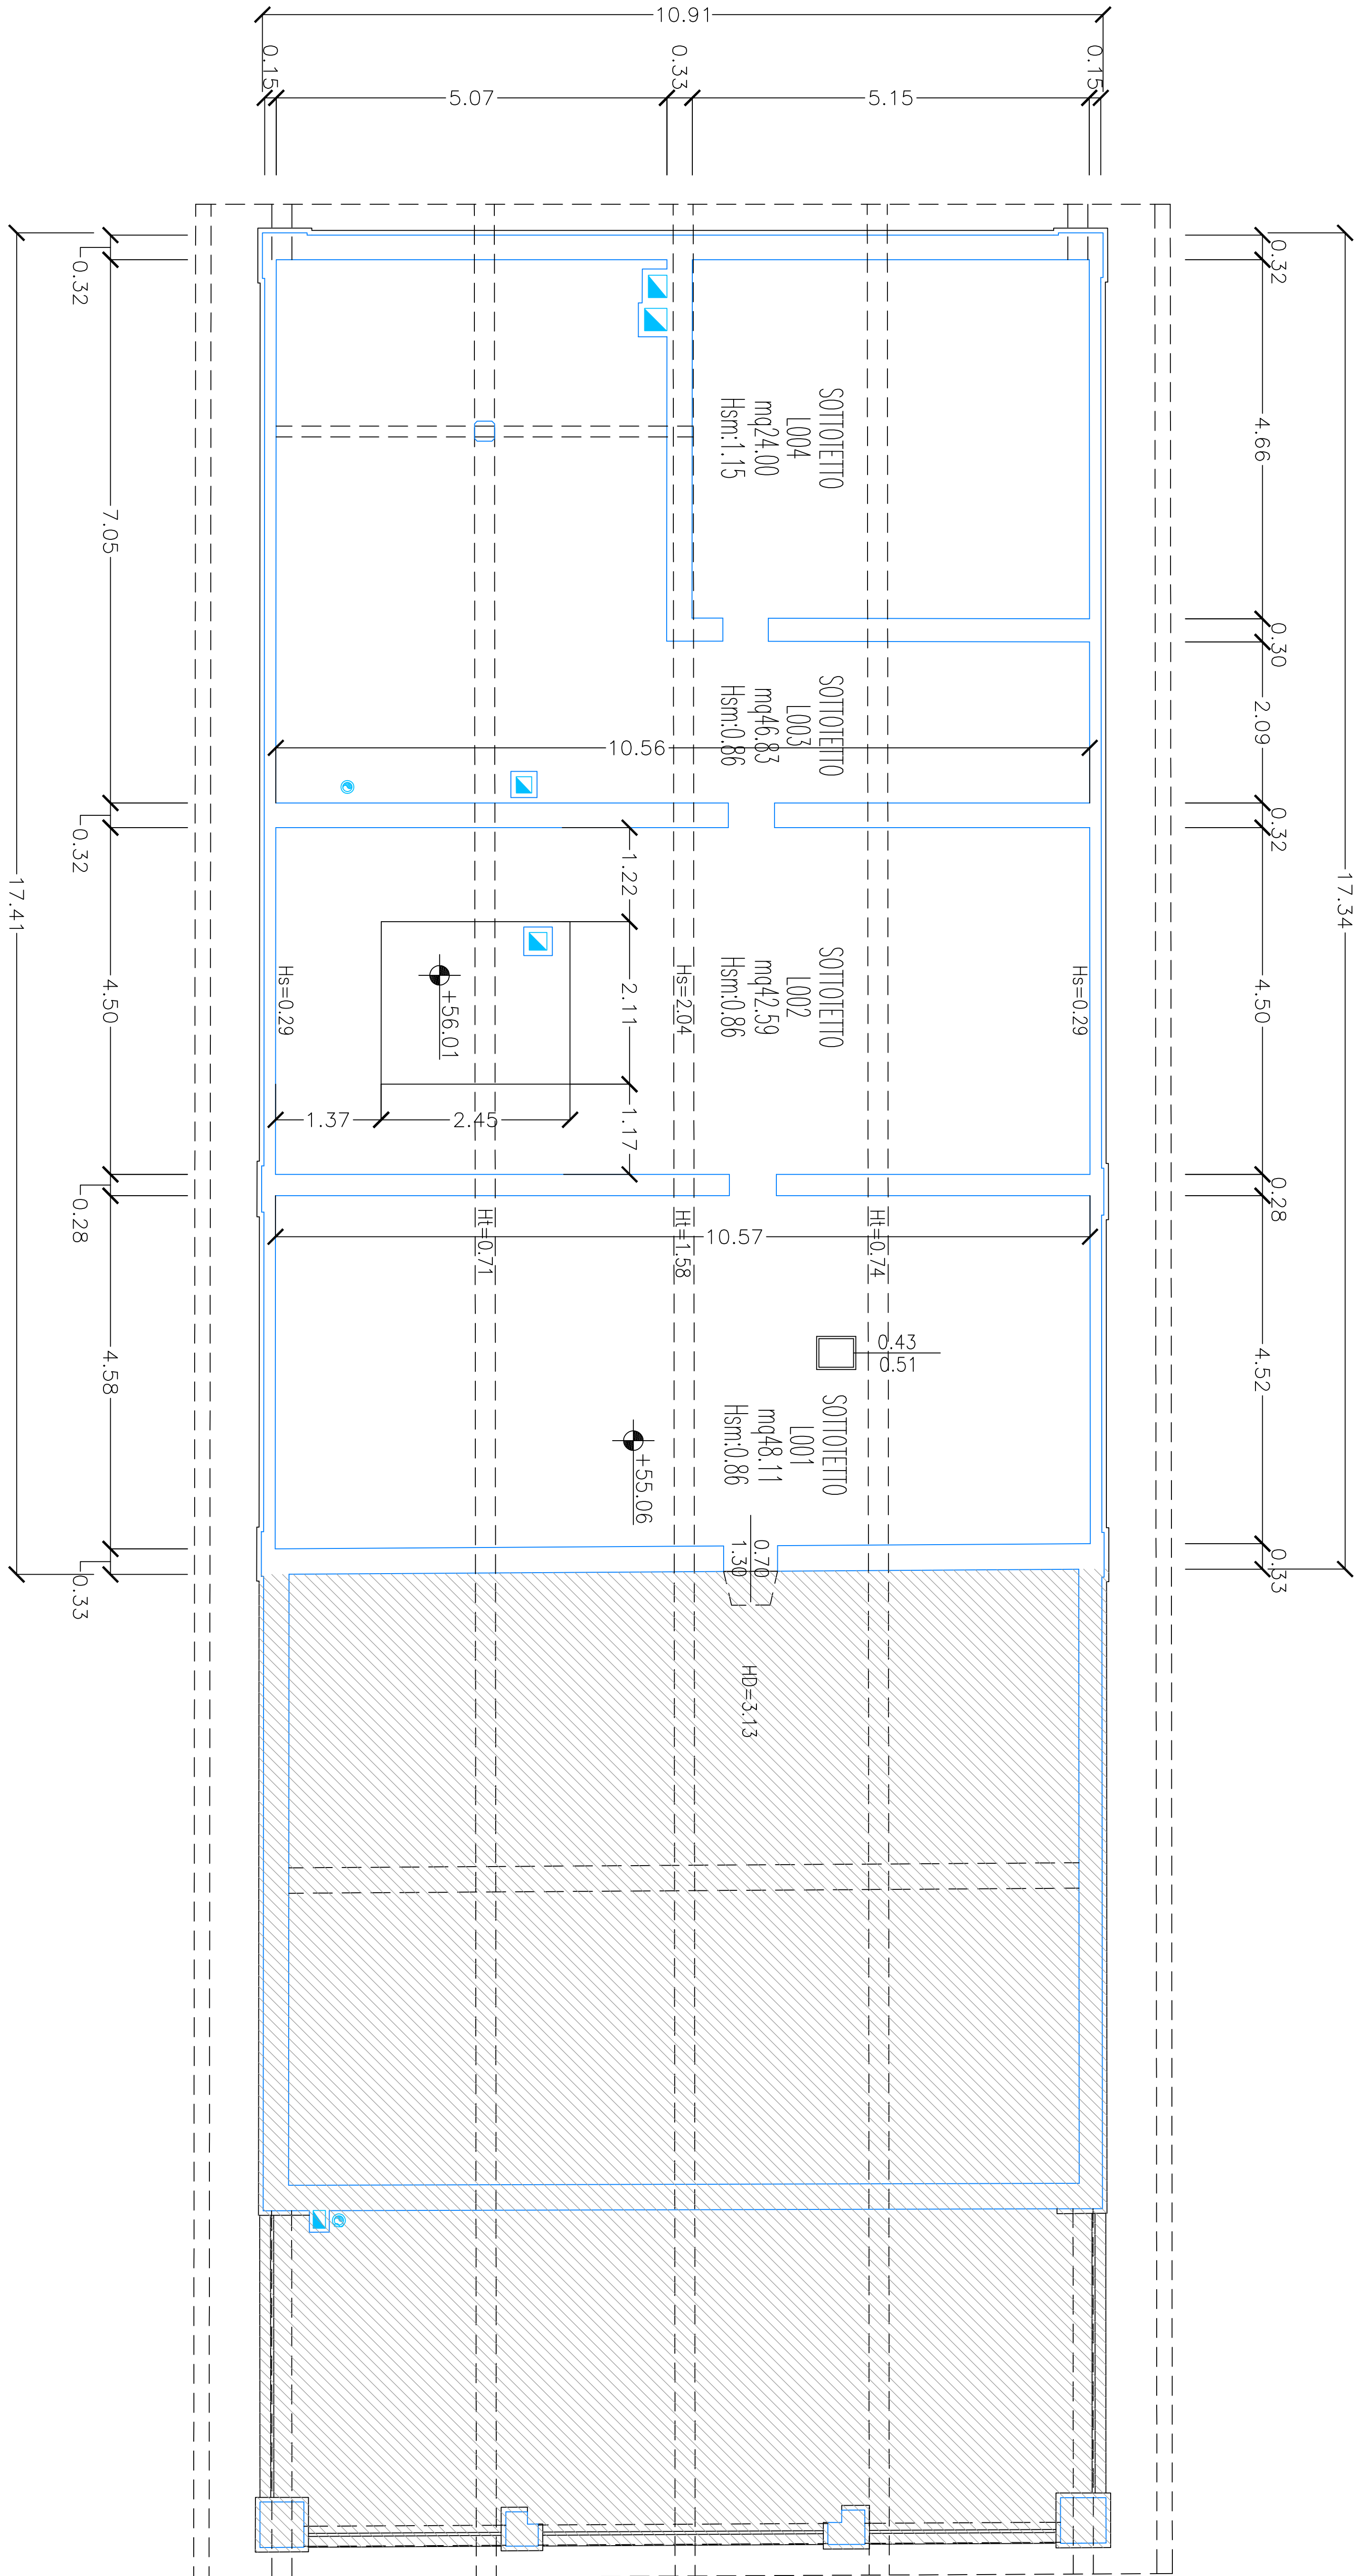 10.91
0.15
5.07
0.33
5.15
0.15
0.32
7.05
0.32
4.50
0.28
4.58
0.33
17.41
0.32
4.66
0.30
2.09
0.32
4.50
0.28
4.52
0.33
17.34
SOTTOTETTO
L004
mq24.00
Hsm:1.15
SOTTOTETTO
L003
mq46.83
Hsm:0.86
10.56
SOTTOTETTO
L002
mq42.59
Hsm:0.86
Hs=0.29
Hs=2.04
Hs=0.29
1.22
2.11
1.17
+56.01
1.37
2.45
Ht=0.71
Ht=1.58
Ht=0.74
10.57
0.43
0.51
SOTTOTETTO
L001
mq48.11
Hsm:0.86
+55.06
0.70
1.30
HD=3.13